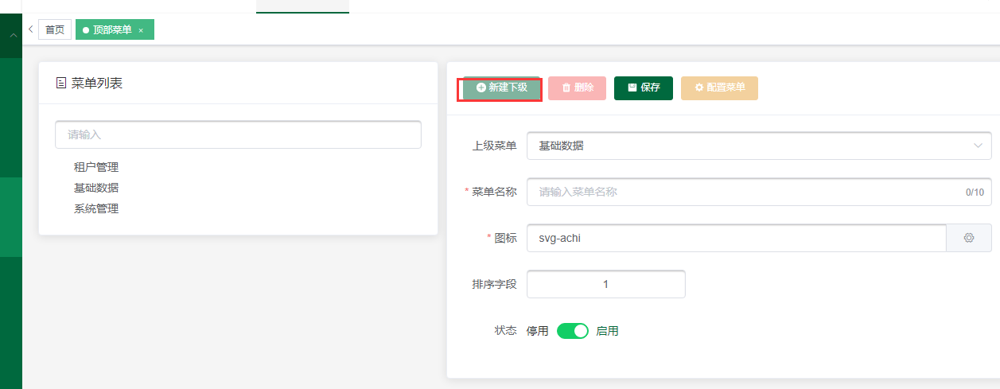 首页 顶部菜单 ×
菜单列表
请输入
租户管理
基础数据
系统管理
新建下级 删除 保存 配置菜单
上级菜单 基础数据
* 菜单名称 请输入菜单名称 0/10
* 图标 svg-achi
排序字段 1
状态 停用 启用